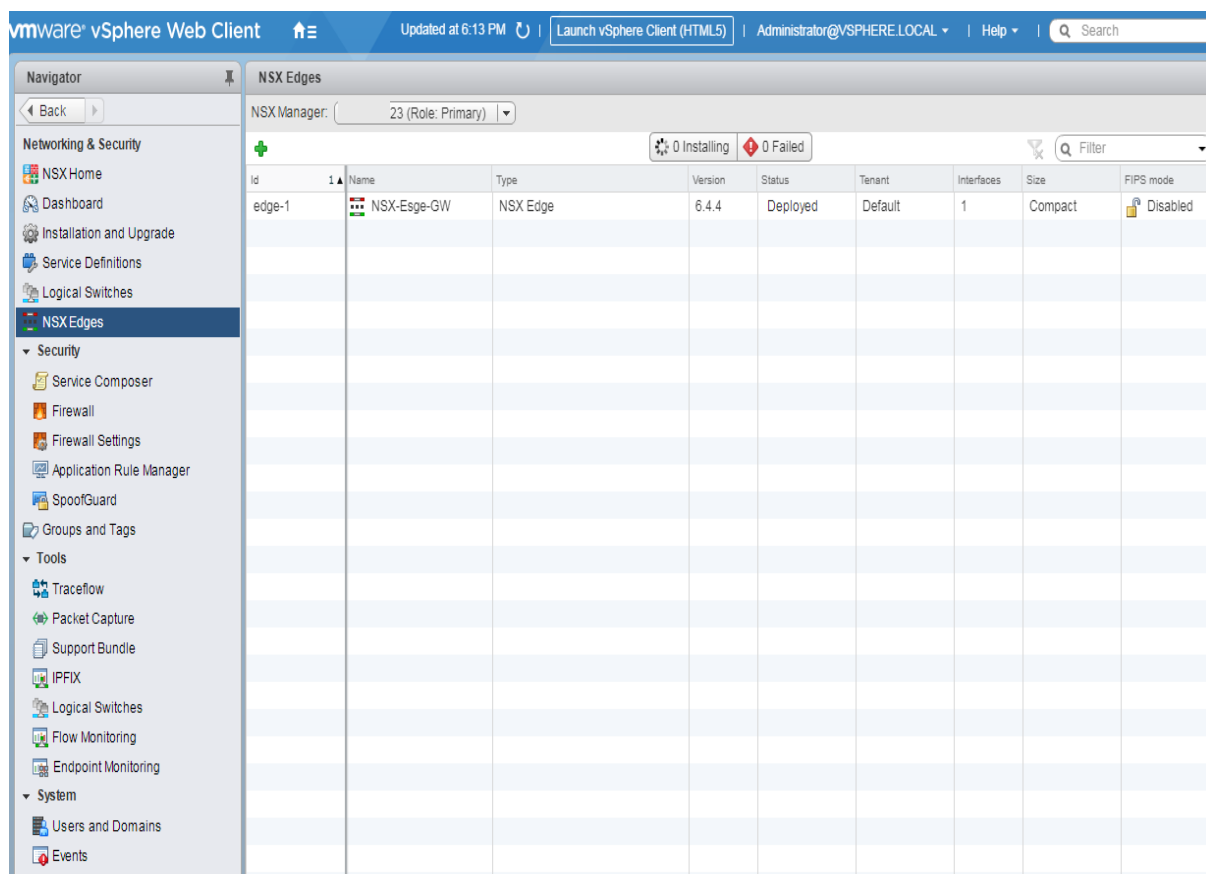 vmware® vSphere Web Client Updated at 6:13 PM | Launch vSphere Client (HTML5) | Administrator@VSPHERE.LOCAL | Help | Search
Navigator
Back
Networking & Security
NSX Home
Dashboard
Installation and Upgrade
Service Definitions
Logical Switches
NSX Edges
Security
Service Composer
Firewall
Firewall Settings
Application Rule Manager
SpoofGuard
Groups and Tags
Tools
Traceflow
Packet Capture
Support Bundle
IPFIX
Logical Switches
Flow Monitoring
Endpoint Monitoring
System
Users and Domains
Events
NSX Edges
NSX Manager: 23 (Role: Primary)
0 Installing 0 Failed Filter
Id 1 Name Type Version Status Tenant Interfaces Size FIPS mode
edge-1 NSX-Esge-GW NSX Edge 6.4.4 Deployed Default 1 Compact Disabled